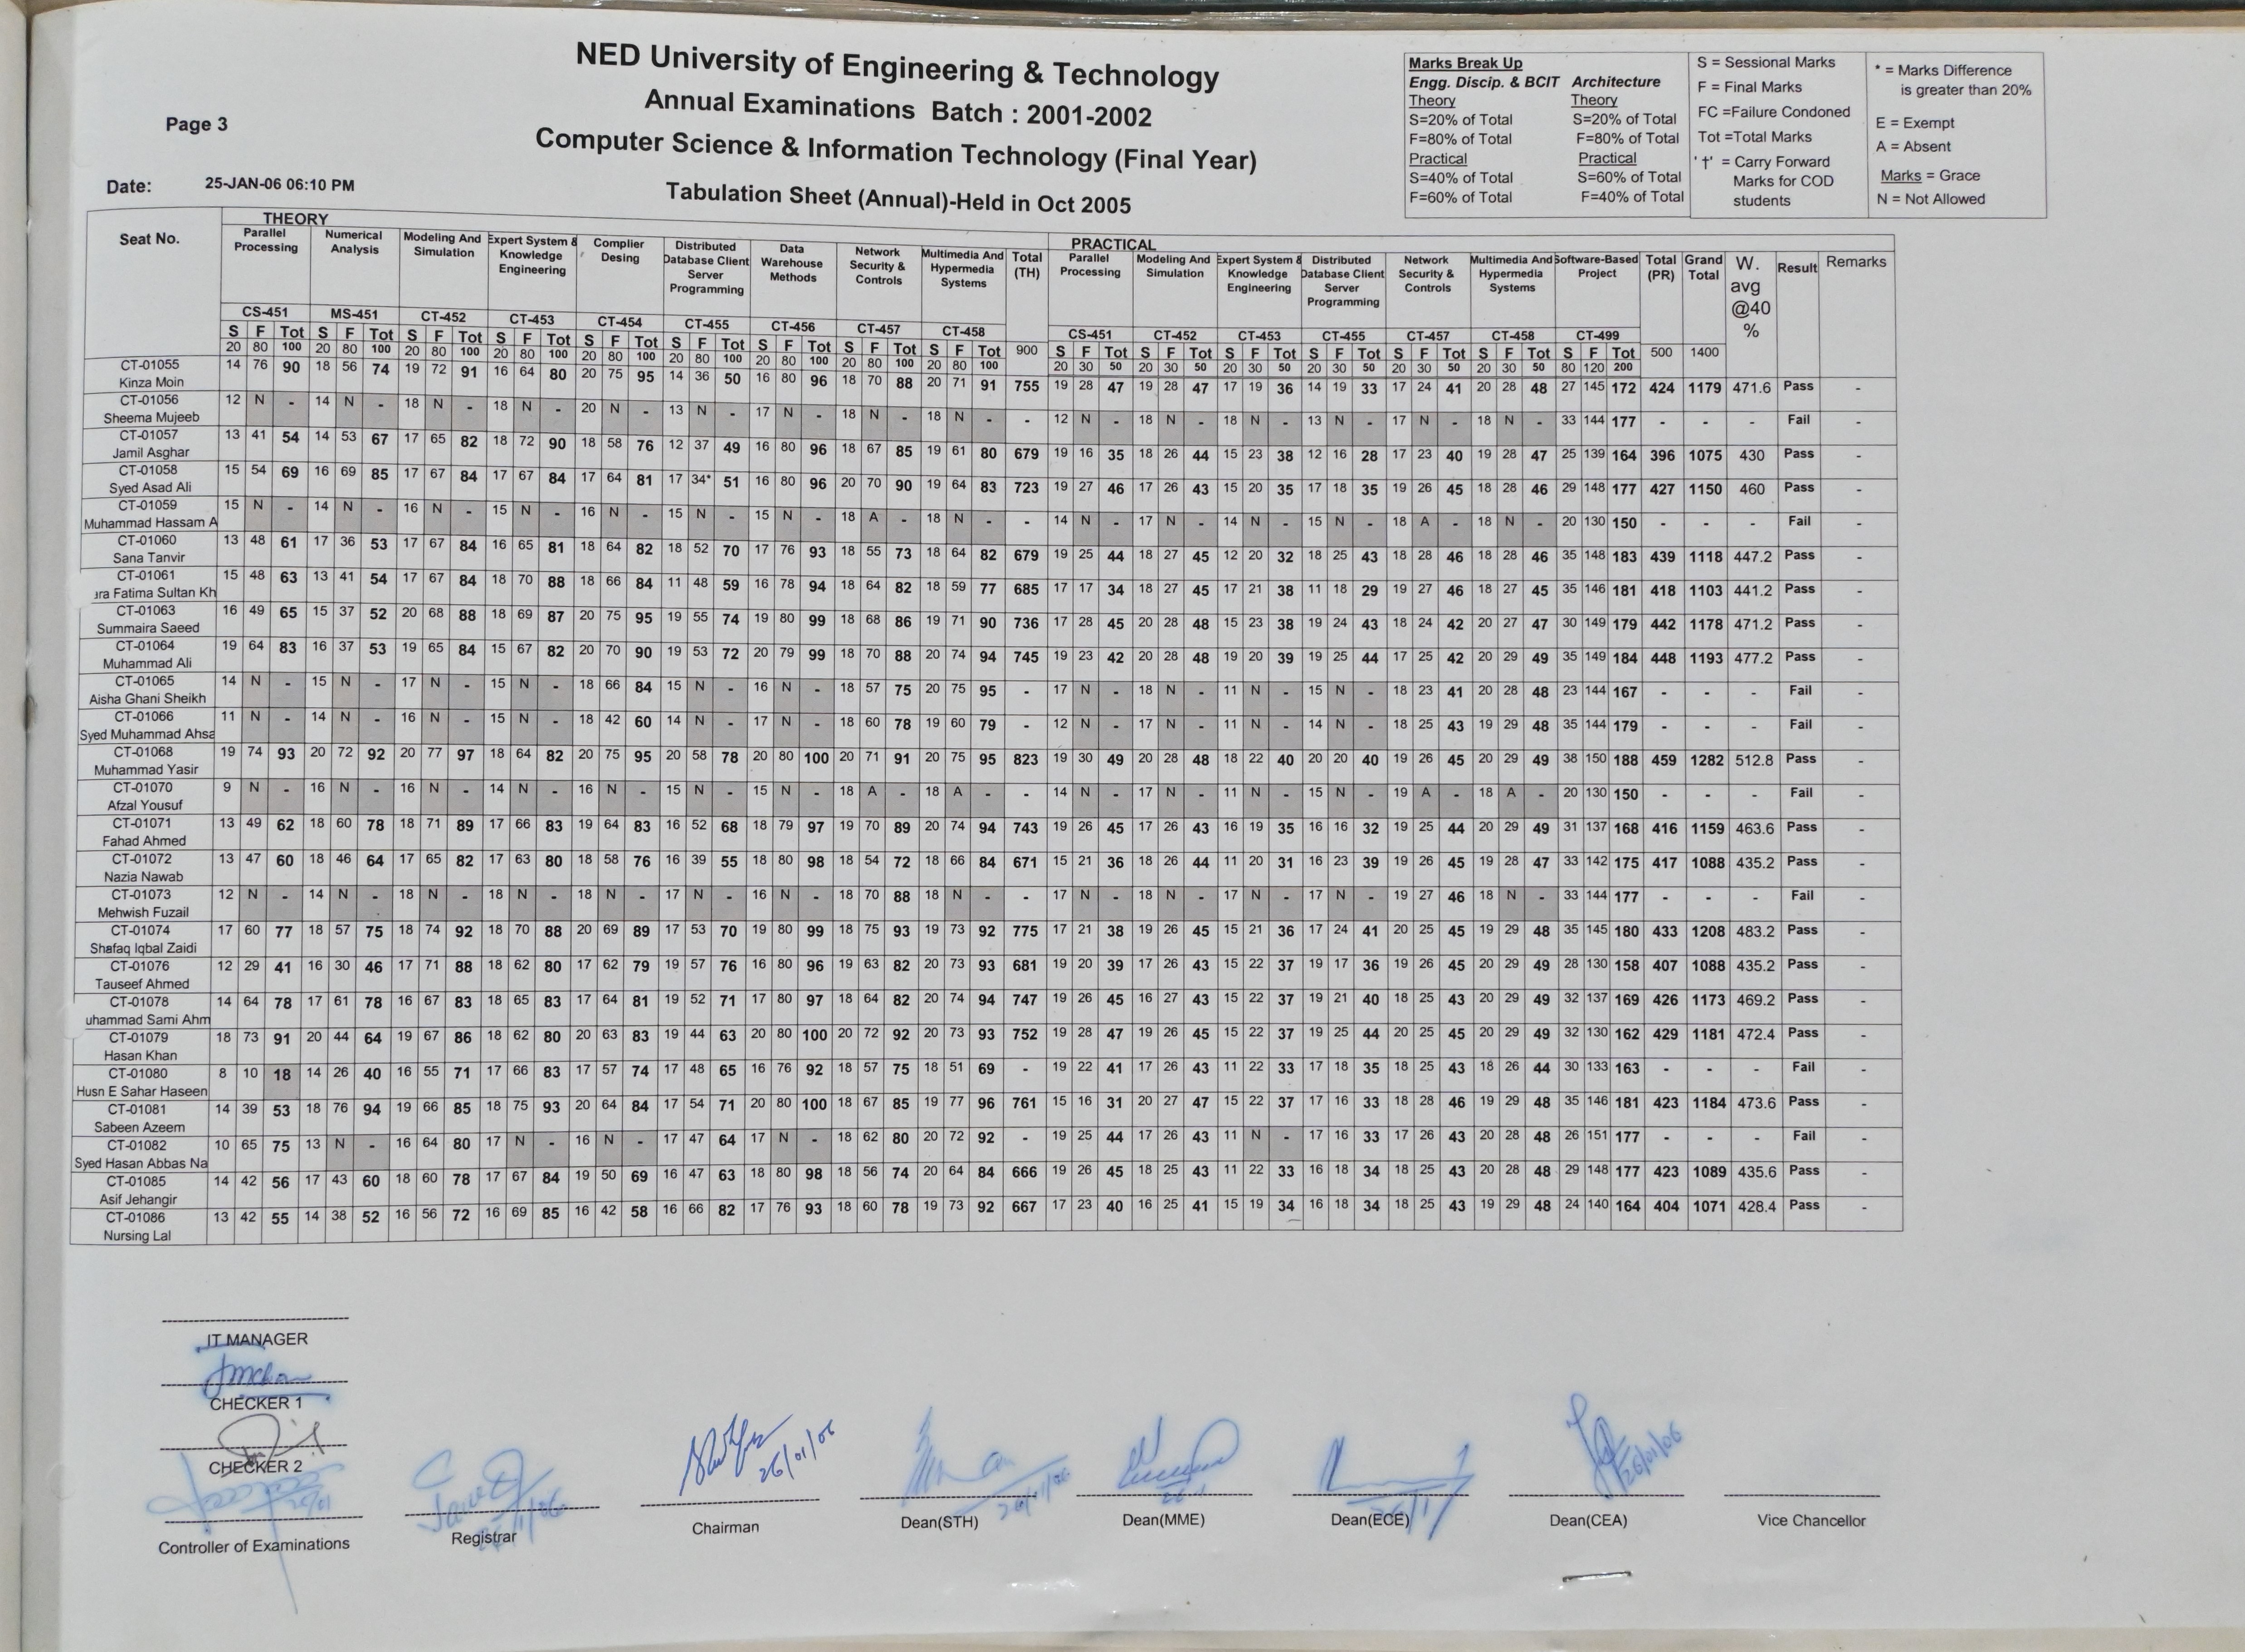 NED University of Engineering & Technology
Annual Examinations Batch : 2001-2002
Computer Science & Information Technology (Final Year)
Tabulation Sheet (Annual)-Held in Oct 2005
Page 3
Date: 25-JAN-06 06:10 PM
Marks Break Up
Engg. Discip. & BCIT Architecture
Theory Theory
S=20% of Total S=20% of Total
F=80% of Total F=80% of Total
Practical Practical
S=40% of Total S=60% of Total
F=60% of Total F=40% of Total
S = Sessional Marks
F = Final Marks
FC =Failure Condoned
Tot =Total Marks
' †' = Carry Forward
Marks for COD
students
* = Marks Difference
is greater than 20%
E = Exempt
A = Absent
Marks = Grace
N = Not Allowed
Seat No.
THEORY
Parallel Processing CS-451
Numerical Analysis MS-451
Modeling And Simulation CT-452
Expert System & Knowledge Engineering CT-453
Complier Desing CT-454
Distributed Database Client Server Programming CT-455
Data Warehouse Methods CT-456
Network Security & Controls CT-457
Multimedia And Hypermedia Systems CT-458
Total (TH)
PRACTICAL
Parallel Processing CS-451
Modeling And Simulation CT-452
Expert System & Knowledge Engineering CT-453
Distributed Database Client Server Programming CT-455
Network Security & Controls CT-457
Multimedia And Hypermedia Systems CT-458
Software-Based Project CT-499
Total (PR)
Grand Total
W. avg @40 %
Result
Remarks
S F Tot S F Tot S F Tot S F Tot S F Tot S F Tot S F Tot S F Tot S F Tot S F Tot S F Tot S F Tot S F Tot S F Tot S F Tot S F Tot
20 80 100 20 80 100 20 80 100 20 80 100 20 80 100 20 80 100 20 80 100 20 80 100 20 80 100 900 20 30 50 20 30 50 20 30 50 20 30 50 20 30 50 20 30 50 80 120 200 500 1400
CT-01055 14 76 90 18 56 74 19 72 91 16 64 80 20 75 95 14 36 50 16 80 96 18 70 88 20 71 91 755 19 28 47 19 28 47 17 19 36 14 19 33 17 24 41 20 28 48 27 145 172 424 1179 471.6 Pass -
Kinza Moin
CT-01056 12 N - 14 N - 18 N - 18 N - 20 N - 13 N - 17 N - 18 N - 18 N - - 12 N - 18 N - 18 N - 13 N - 17 N - 18 N - 33 144 177 - - - Fail -
Sheema Mujeeb
CT-01057 13 41 54 14 53 67 17 65 82 18 72 90 18 58 76 12 37 49 16 80 96 18 67 85 19 61 80 679 19 16 35 18 26 44 15 23 38 12 16 28 17 23 40 19 28 47 25 139 164 396 1075 430 Pass -
Jamil Asghar
CT-01058 15 54 69 16 69 85 17 67 84 17 67 84 17 64 81 17 34* 51 16 80 96 20 70 90 19 64 83 723 19 27 46 17 26 43 15 20 35 17 18 35 19 26 45 18 28 46 29 148 177 427 1150 460 Pass -
Syed Asad Ali
CT-01059 15 N - 14 N - 16 N - 15 N - 16 N - 15 N - 15 N - 18 A - 18 N - - 14 N - 17 N - 14 N - 15 N - 18 A - 18 N - 20 130 150 - - - Fail -
Muhammad Hassam A
CT-01060 13 48 61 17 36 53 17 67 84 16 65 81 18 64 82 18 52 70 17 76 93 18 55 73 18 64 82 679 19 25 44 18 27 45 12 20 32 18 25 43 18 28 46 18 28 46 35 148 183 439 1118 447.2 Pass -
Sana Tanvir
CT-01061 15 48 63 13 41 54 17 67 84 18 70 88 18 66 84 11 48 59 16 78 94 18 64 82 18 59 77 685 17 17 34 18 27 45 17 21 38 11 18 29 19 27 46 18 27 45 35 146 181 418 1103 441.2 Pass -
ara Fatima Sultan Kh
CT-01063 16 49 65 15 37 52 20 68 88 18 69 87 20 75 95 19 55 74 19 80 99 18 68 86 19 71 90 736 17 28 45 20 28 48 15 23 38 19 24 43 18 24 42 20 27 47 30 149 179 442 1178 471.2 Pass -
Summaira Saeed
CT-01064 19 64 83 16 37 53 19 65 84 15 67 82 20 70 90 19 53 72 20 79 99 18 70 88 20 74 94 745 19 23 42 20 28 48 19 20 39 19 25 44 17 25 42 20 29 49 35 149 184 448 1193 477.2 Pass -
Muhammad Ali
CT-01065 14 N - 15 N - 17 N - 15 N - 18 66 84 15 N - 16 N - 18 57 75 20 75 95 - 17 N - 18 N - 11 N - 15 N - 18 23 41 20 28 48 23 144 167 - - - Fail -
Aisha Ghani Sheikh
CT-01066 11 N - 14 N - 16 N - 15 N - 18 42 60 14 N - 17 N - 18 60 78 19 60 79 - 12 N - 17 N - 11 N - 14 N - 18 25 43 19 29 48 35 144 179 - - - Fail -
Syed Muhammad Ahsa
CT-01068 19 74 93 20 72 92 20 77 97 18 64 82 20 75 95 20 58 78 20 80 100 20 71 91 20 75 95 823 19 30 49 20 28 48 18 22 40 20 20 40 19 26 45 20 29 49 38 150 188 459 1282 512.8 Pass -
Muhammad Yasir
CT-01070 9 N - 16 N - 16 N - 14 N - 16 N - 15 N - 15 N - 18 A - 18 A - - 14 N - 17 N - 11 N - 15 N - 19 A - 18 A - 20 130 150 - - - Fail -
Afzal Yousuf
CT-01071 13 49 62 18 60 78 18 71 89 17 66 83 19 64 83 16 52 68 18 79 97 19 70 89 20 74 94 743 19 26 45 17 26 43 16 19 35 16 16 32 19 25 44 20 29 49 31 137 168 416 1159 463.6 Pass -
Fahad Ahmed
CT-01072 13 47 60 18 46 64 17 65 82 17 63 80 18 58 76 16 39 55 18 80 98 18 54 72 18 66 84 671 15 21 36 18 26 44 11 20 31 16 23 39 19 26 45 19 28 47 33 142 175 417 1088 435.2 Pass -
Nazia Nawab
CT-01073 12 N - 14 N - 18 N - 18 N - 18 N - 17 N - 16 N - 18 70 88 18 N - - 17 N - 18 N - 17 N - 17 N - 19 27 46 18 N - 33 144 177 - - - Fail -
Mehwish Fuzail
CT-01074 17 60 77 18 57 75 18 74 92 18 70 88 20 69 89 17 53 70 19 80 99 18 75 93 19 73 92 775 17 21 38 19 26 45 15 21 36 17 24 41 20 25 45 19 29 48 35 145 180 433 1208 483.2 Pass -
Shafaq Iqbal Zaidi
CT-01076 12 29 41 16 30 46 17 71 88 18 62 80 17 62 79 19 57 76 16 80 96 19 63 82 20 73 93 681 19 20 39 17 26 43 15 22 37 19 17 36 19 26 45 20 29 49 28 130 158 407 1088 435.2 Pass -
Tauseef Ahmed
CT-01078 14 64 78 17 61 78 16 67 83 18 65 83 17 64 81 19 52 71 17 80 97 18 64 82 20 74 94 747 19 26 45 16 27 43 15 22 37 19 21 40 18 25 43 20 29 49 32 137 169 426 1173 469.2 Pass -
uhammad Sami Ahm
CT-01079 18 73 91 20 44 64 19 67 86 18 62 80 20 63 83 19 44 63 20 80 100 20 72 92 20 73 93 752 19 28 47 19 26 45 15 22 37 19 25 44 20 25 45 20 29 49 32 130 162 429 1181 472.4 Pass -
Hasan Khan
CT-01080 8 10 18 14 26 40 16 55 71 17 66 83 17 57 74 17 48 65 16 76 92 18 57 75 18 51 69 - 19 22 41 17 26 43 11 22 33 17 18 35 18 25 43 18 26 44 30 133 163 - - - Fail -
Husn E Sahar Haseen
CT-01081 14 39 53 18 76 94 19 66 85 18 75 93 20 64 84 17 54 71 20 80 100 18 67 85 19 77 96 761 15 16 31 20 27 47 15 22 37 17 16 33 18 28 46 19 29 48 35 146 181 423 1184 473.6 Pass -
Sabeen Azeem
CT-01082 10 65 75 13 N - 16 64 80 17 N - 16 N - 17 47 64 17 N - 18 62 80 20 72 92 - 19 25 44 17 26 43 11 N - 17 16 33 17 26 43 20 28 48 26 151 177 - - - Fail -
Syed Hasan Abbas Na
CT-01085 14 42 56 17 43 60 18 60 78 17 67 84 19 50 69 16 47 63 18 80 98 18 56 74 20 64 84 666 19 26 45 18 25 43 11 22 33 16 18 34 18 25 43 20 28 48 29 148 177 423 1089 435.6 Pass -
Asif Jehangir
CT-01086 13 42 55 14 38 52 16 56 72 16 69 85 16 42 58 16 66 82 17 76 93 18 60 78 19 73 92 667 17 23 40 16 25 41 15 19 34 16 18 34 18 25 43 19 29 48 24 140 164 404 1071 428.4 Pass -
Nursing Lal
IT MANAGER
CHECKER 1
CHECKER 2
Controller of Examinations
Registrar
26/01/06
Chairman
Dean(STH)
Dean(MME)
Dean(ECE)
26/01/06
Dean(CEA)
Vice Chancellor